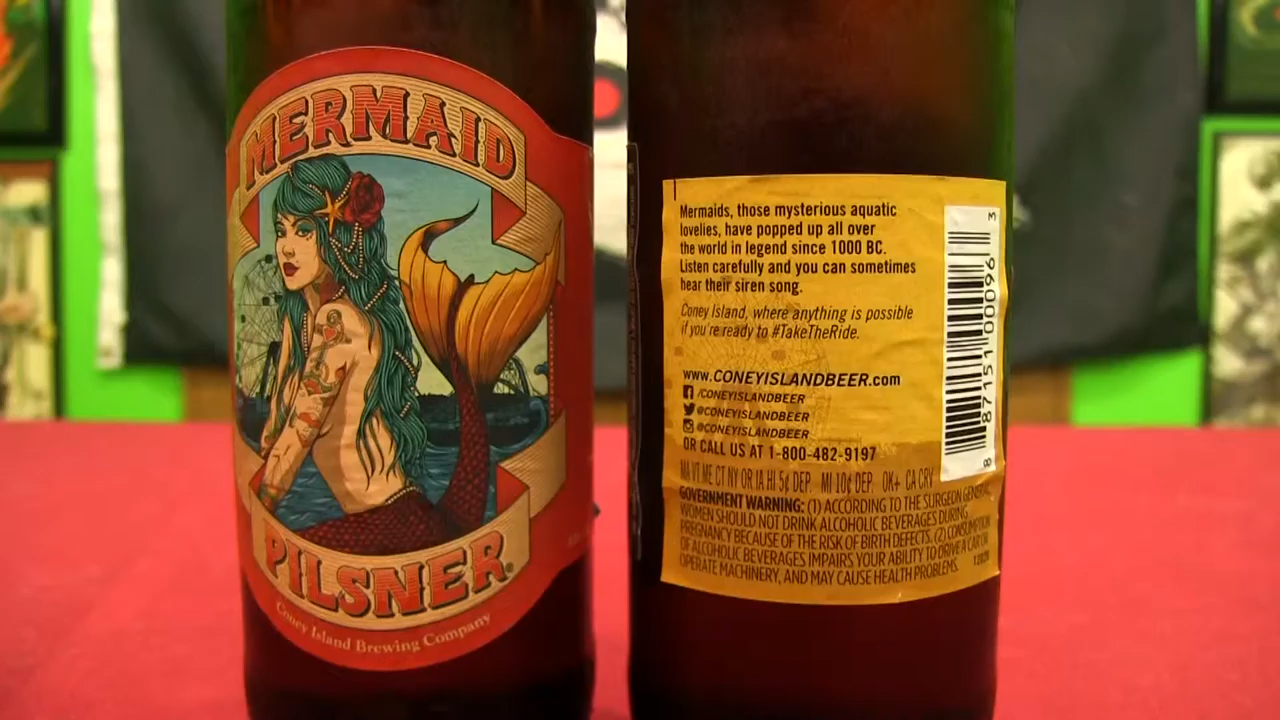 MERMAID
PILSNER
Coney Island Brewing Company
Mermaids, those mysterious aquatic
lovelies, have popped up all over
the world in legend since 1000 BC.
Listen carefully and you can sometimes
hear their siren song.
Coney Island, where anything is possible
if you're ready to #TakeTheRide.
www.CONEYISLANDBEER.com
/CONEYISLANDBEER
@CONEYISLANDBEER
@CONEYISLANDBEER
OR CALL US AT 1-800-482-9197
MA VT ME CT NY OR IA HI 5¢ DEP. MI 10¢ DEP. OK+ CA CRV
GOVERNMENT WARNING: (1) ACCORDING TO THE SURGEON GENERAL,
WOMEN SHOULD NOT DRINK ALCOHOLIC BEVERAGES DURING
PREGNANCY BECAUSE OF THE RISK OF BIRTH DEFECTS. (2) CONSUMPTION
OF ALCOHOLIC BEVERAGES IMPAIRS YOUR ABILITY TO DRIVE A CAR OR
OPERATE MACHINERY, AND MAY CAUSE HEALTH PROBLEMS.
8 87151 00096 3